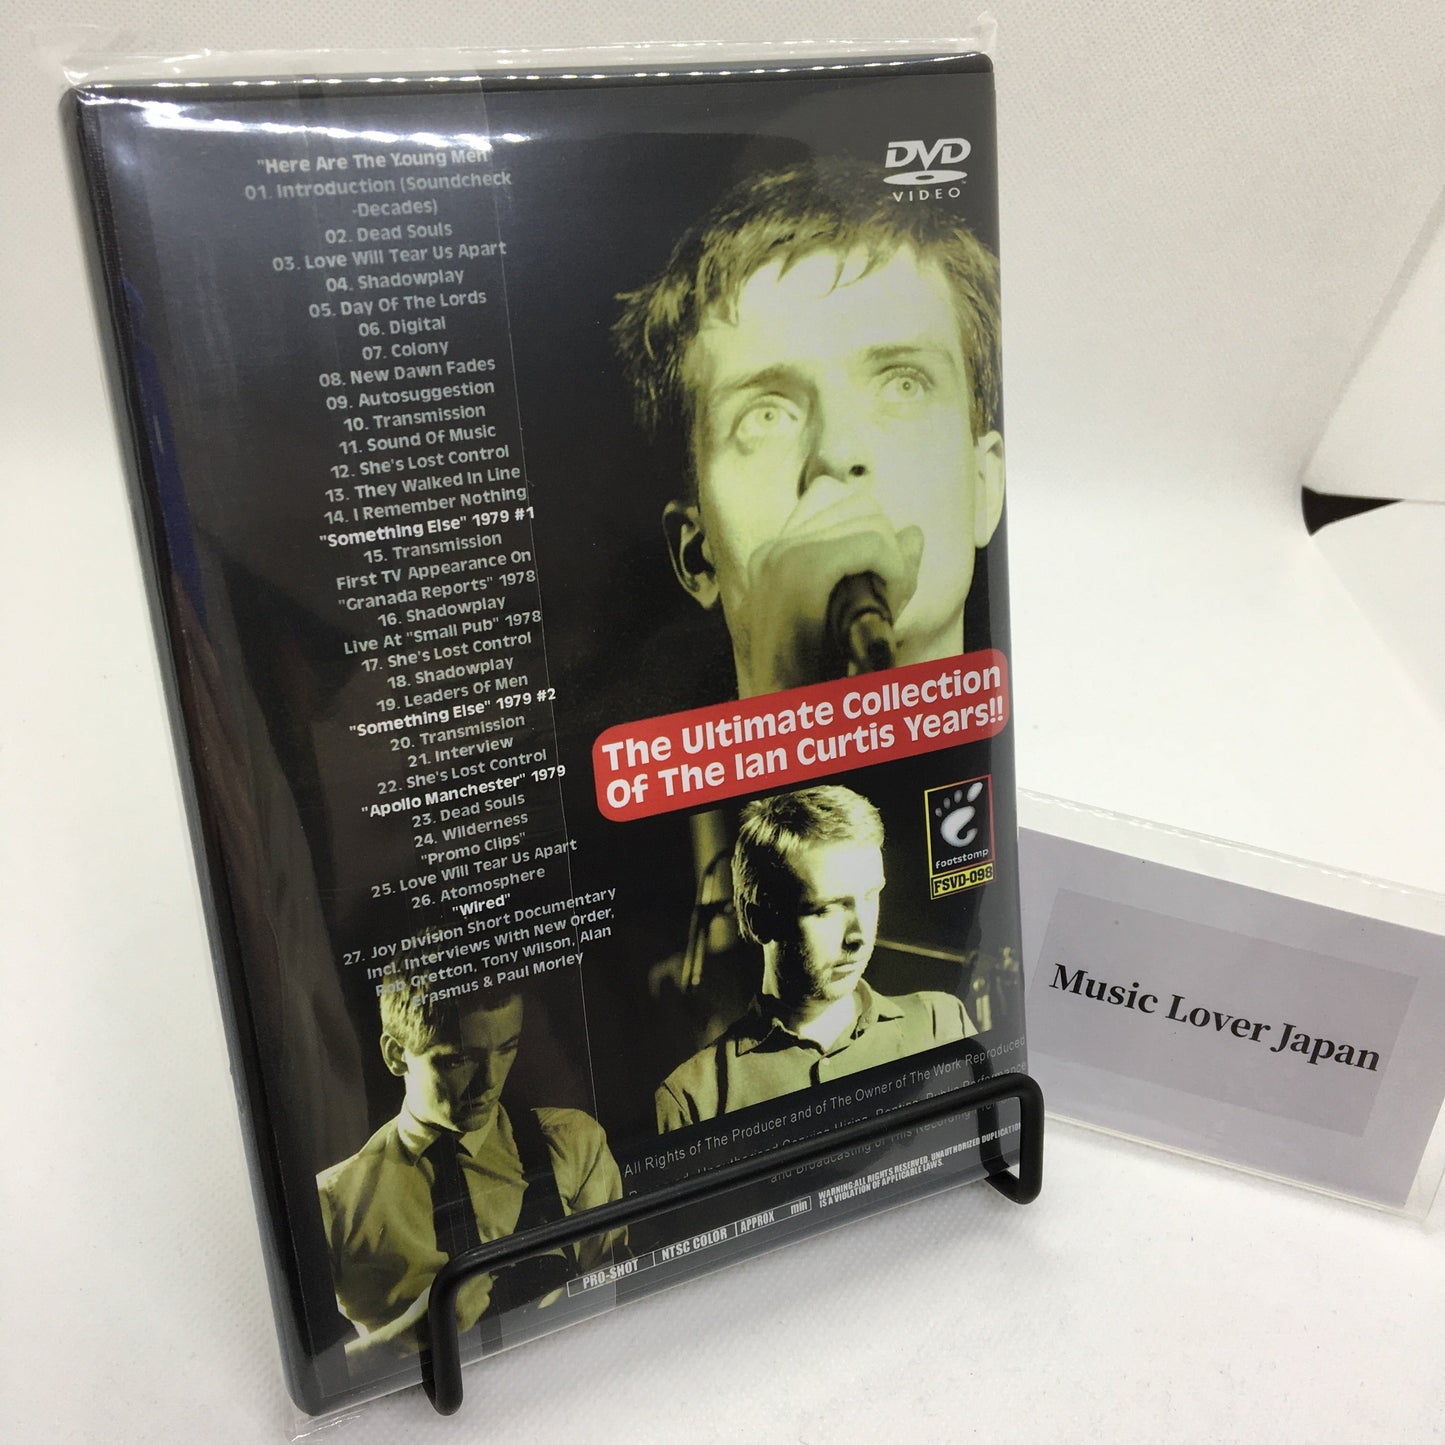 "Here Are The Young Men"
01. Introduction (Soundcheck
-Decades)
02. Dead Souls
03. Love Will Tear Us Apart
04. Shadowplay
05. Day Of The Lords
06. Digital
07. Colony
08. New Dawn Fades
09. Autosuggestion
10. Transmission
11. Sound Of Music
12. She's Lost Control
13. They Walked In Line
14. I Remember Nothing
"Something Else" 1979 #1
15. Transmission
First TV Appearance On
"Granada Reports" 1978
16. Shadowplay
Live At "Small Pub" 1978
17. She's Lost Control
18. Shadowplay
19. Leaders Of Men
"Something Else" 1979 #2
20. Transmission
21. Interview
22. She's Lost Control
"Apollo Manchester" 1979
23. Dead Souls
24. Wilderness
"Promo Clips"
25. Love Will Tear Us Apart
26. Atomosphere
"Wired"
27. Joy Division Short Documentary
Incl. Interviews With New Order,
Rob Gretton, Tony Wilson, Alan
Erasmus & Paul Morley
DVD
VIDEO
The Ultimate Collection
Of The Ian Curtis Years!!
footstomp
FSVD-098
All Rights of The Producer and of The Owner of The Work Reproduced
and Broadcasting of This Recording
PRO-SHOT
NTSC COLOR
APPROX min
WARNING:ALL RIGHTS RESERVED. UNAUTHORIZED DUPLICATION
IS A VIOLATION OF APPLICABLE LAWS.
Music Lover Japan